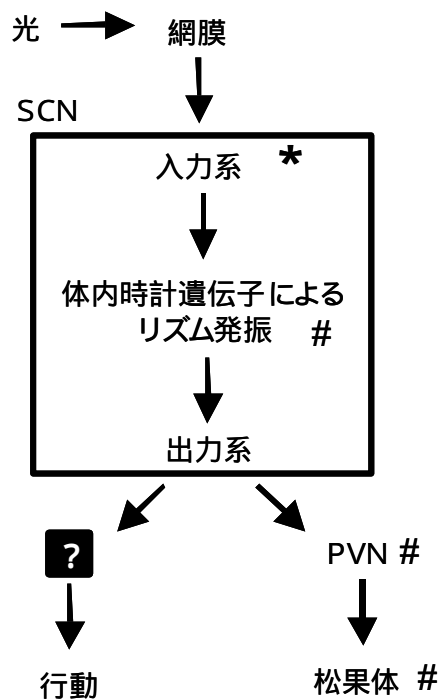 光
網膜
SCN
入力系 *
体内時計遺伝子による
リズム発振 #
出力系
?
PVN #
行動
松果体 #